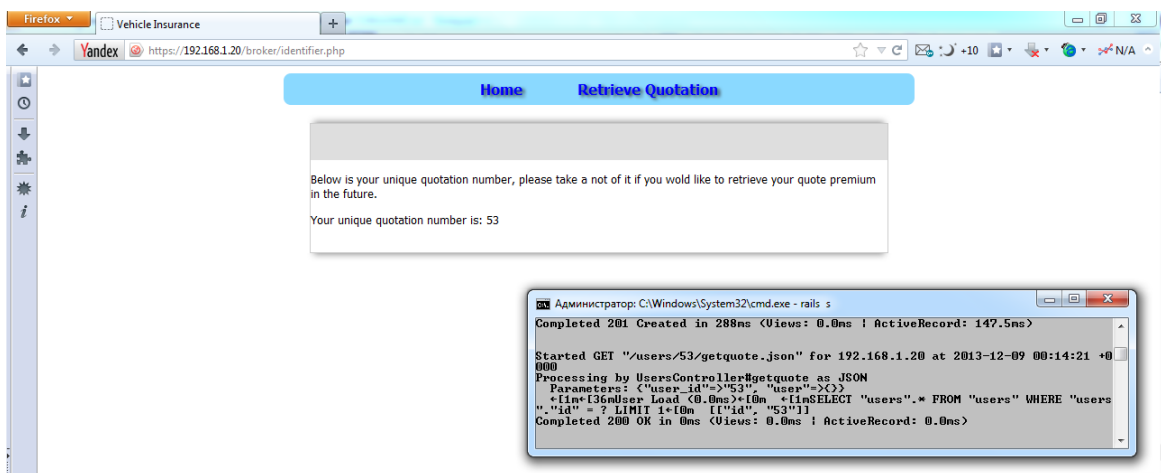 Firefox
Vehicle Insurance
Yandex https://192.168.1.20/broker/identifier.php
+10
N/A
Home Retrieve Quotation
Below is your unique quotation number, please take a not of it if you wold like to retrieve your quote premium
in the future.
Your unique quotation number is: 53
Администратор: C:\Windows\System32\cmd.exe - rails s
Completed 201 Created in 288ms (Views: 0.0ms | ActiveRecord: 147.5ms)
Started GET "/users/53/getquote.json" for 192.168.1.20 at 2013-12-09 00:14:21 +0
000
Processing by UsersController#getquote as JSON
Parameters: {"user_id"=>"53", "user"=>{}}
←[1m←[36mUser Load (0.0ms)←[0m ←[1mSELECT "users".* FROM "users" WHERE "users
"."id" = ? LIMIT 1←[0m [["id", "53"]]
Completed 200 OK in 0ms (Views: 0.0ms | ActiveRecord: 0.0ms)